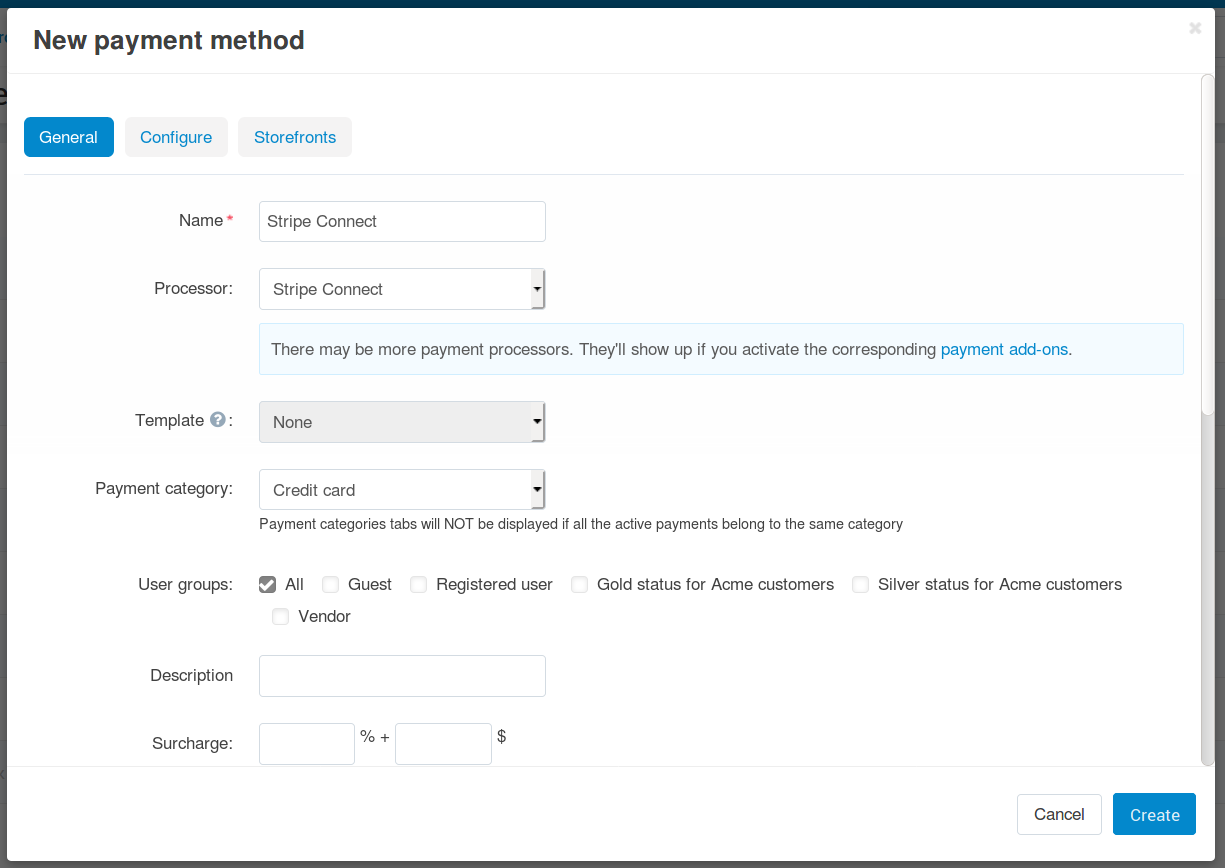 New payment method
General Configure Storefronts
Name *
Stripe Connect
Processor:
Stripe Connect
There may be more payment processors. They'll show up if you activate the corresponding payment add-ons.
Template ? :
None
Payment category:
Credit card
Payment categories tabs will NOT be displayed if all the active payments belong to the same category
User groups: All Guest Registered user Gold status for Acme customers Silver status for Acme customers
Vendor
Description
Surcharge: % + $
Cancel Create